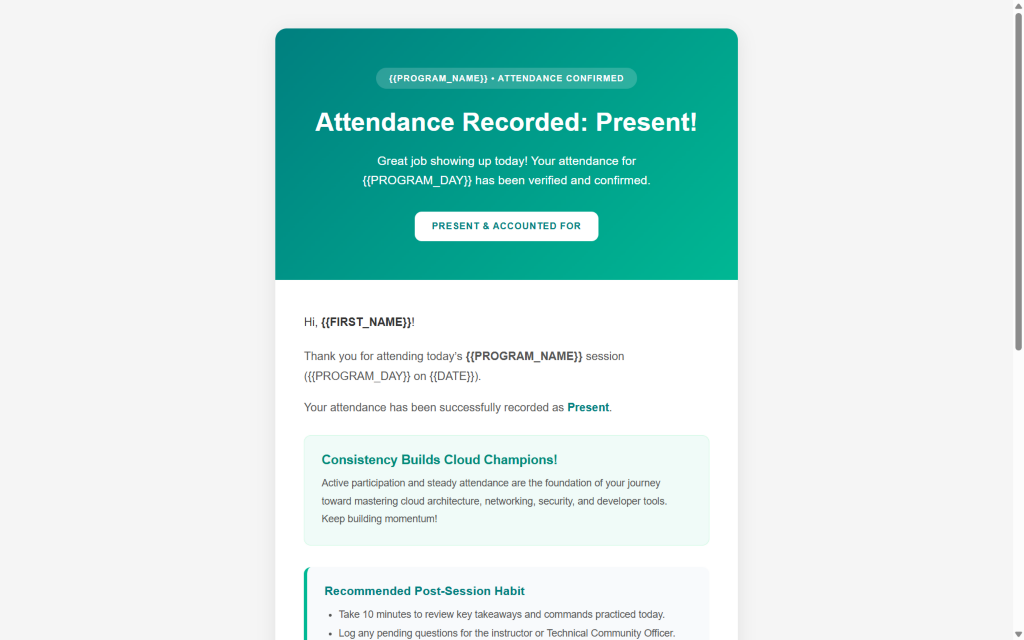 {{PROGRAM_NAME}} • ATTENDANCE CONFIRMED
Attendance Recorded: Present!
Great job showing up today! Your attendance for
{{PROGRAM_DAY}} has been verified and confirmed.
PRESENT & ACCOUNTED FOR
Hi, {{FIRST_NAME}}!
Thank you for attending today's {{PROGRAM_NAME}} session
({{PROGRAM_DAY}} on {{DATE}}).
Your attendance has been successfully recorded as Present.
Consistency Builds Cloud Champions!
Active participation and steady attendance are the foundation of your journey
toward mastering cloud architecture, networking, security, and developer tools.
Keep building momentum!
Recommended Post-Session Habit
• Take 10 minutes to review key takeaways and commands practiced today.
• Log any pending questions for the instructor or Technical Community Officer.